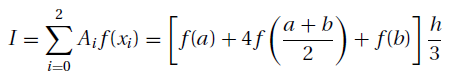 I = \sum_{i=0}^{2} A_i f(x_i) = \left[ f(a) + 4f\left( \frac{a+b}{2} \right) + f(b) \right] \frac{h}{3}